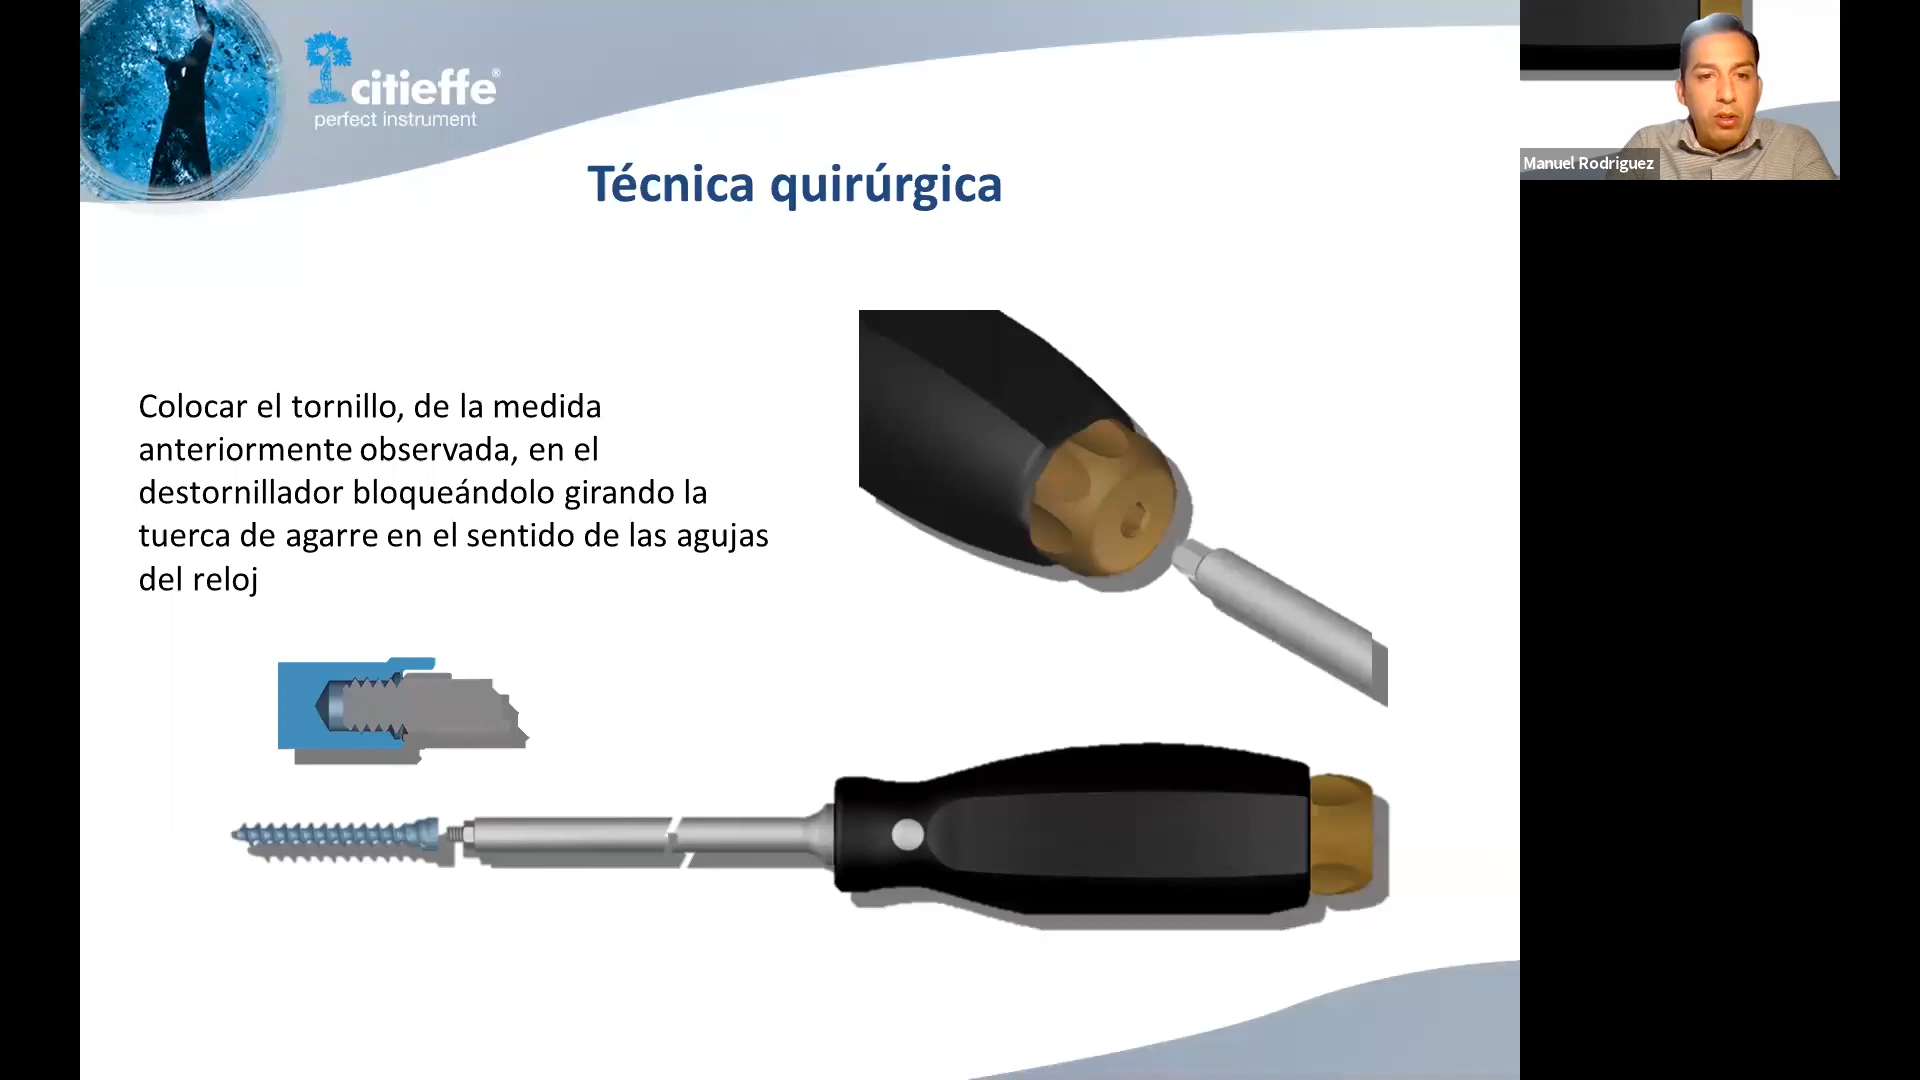 citieffe®
perfect instrument
Técnica quirúrgica
Manuel Rodriguez
Colocar el tornillo, de la medida
anteriormente observada, en el
destornillador bloqueándolo girando la
tuerca de agarre en el sentido de las agujas
del reloj